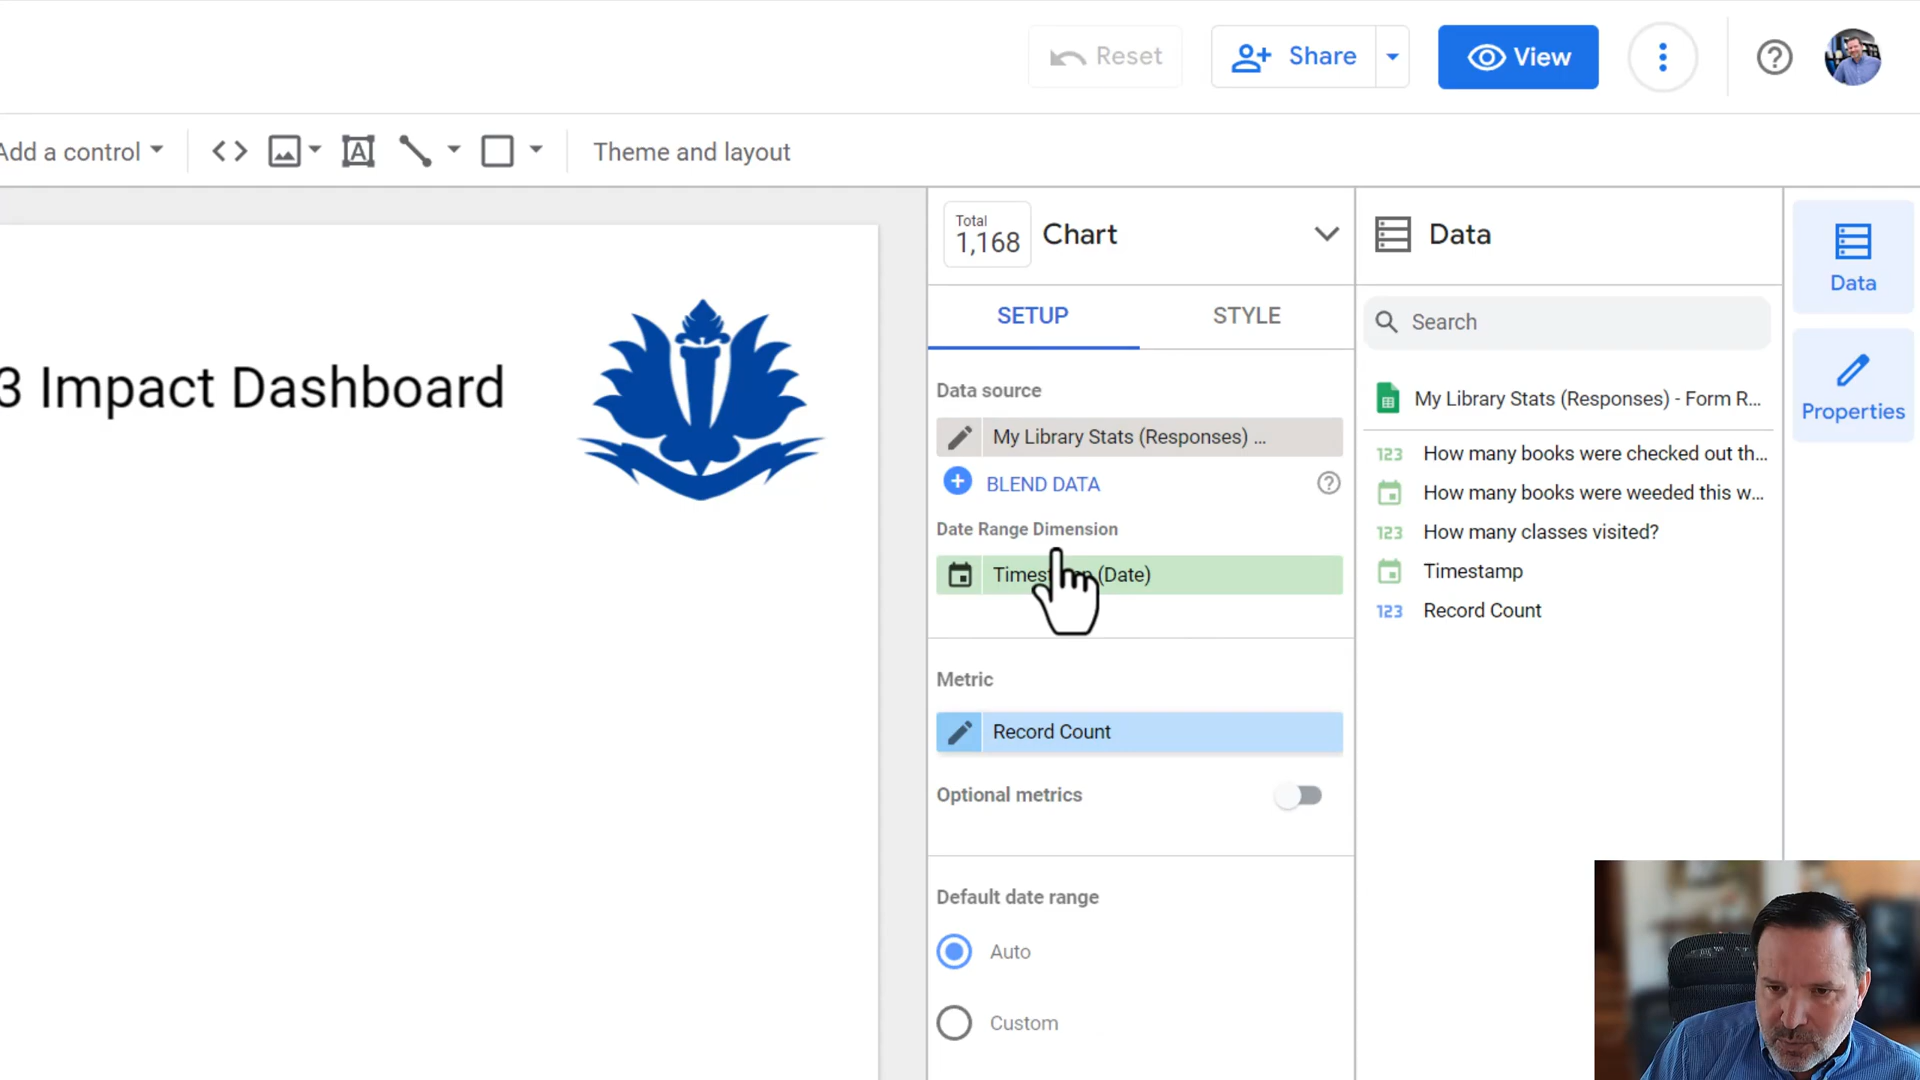 Reset
Share
View
Add a control
Theme and layout
3 Impact Dashboard
Total
1,168
Chart
SETUP
STYLE
Data source
My Library Stats (Responses) ...
BLEND DATA
Date Range Dimension
(Date)
Metric
Record Count
Optional metrics
Default date range
Auto
Custom
Data
Search
My Library Stats (Responses) - Form R...
123 How many books were checked out th...
How many books were weeded this w...
123 How many classes visited?
Timestamp
123 Record Count
Data
Properties